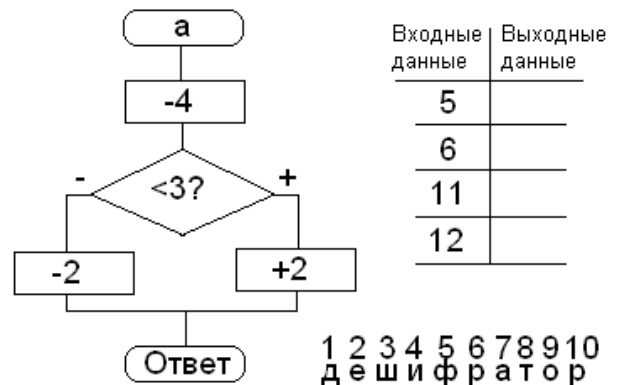 a
-4
- <3? +
-2 +2
Ответ
Входные Выходные
данные данные
5
6
11
12
1 2 3 4 5 6 7 8 9 10
д е ш и ф р а т о р